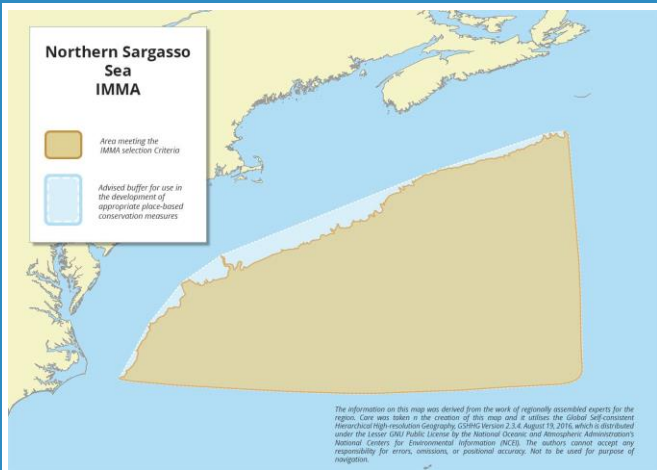 Northern Sargasso
Sea
IMMA
Area meeting the
IMMA selection Criteria
Advised buffer for use in
the development of
appropriate place-based
conservation measures
The information on this map was derived from the work of regionally assembled experts for the
region. Care was taken n the creation of this map and it utilises the Global Self-consistent
Hierarchical High-resolution Geography, GSHHG Version 2.3.4. August 19, 2016, which is distributed
under the Lesser GNU Public License by the National Oceanic and Atmospheric Administration's
National Centers for Environmental Information (NCEI). The authors cannot accept any
responsibility for errors, omissions, or positional accuracy. Not to be used for purpose of
navigation.